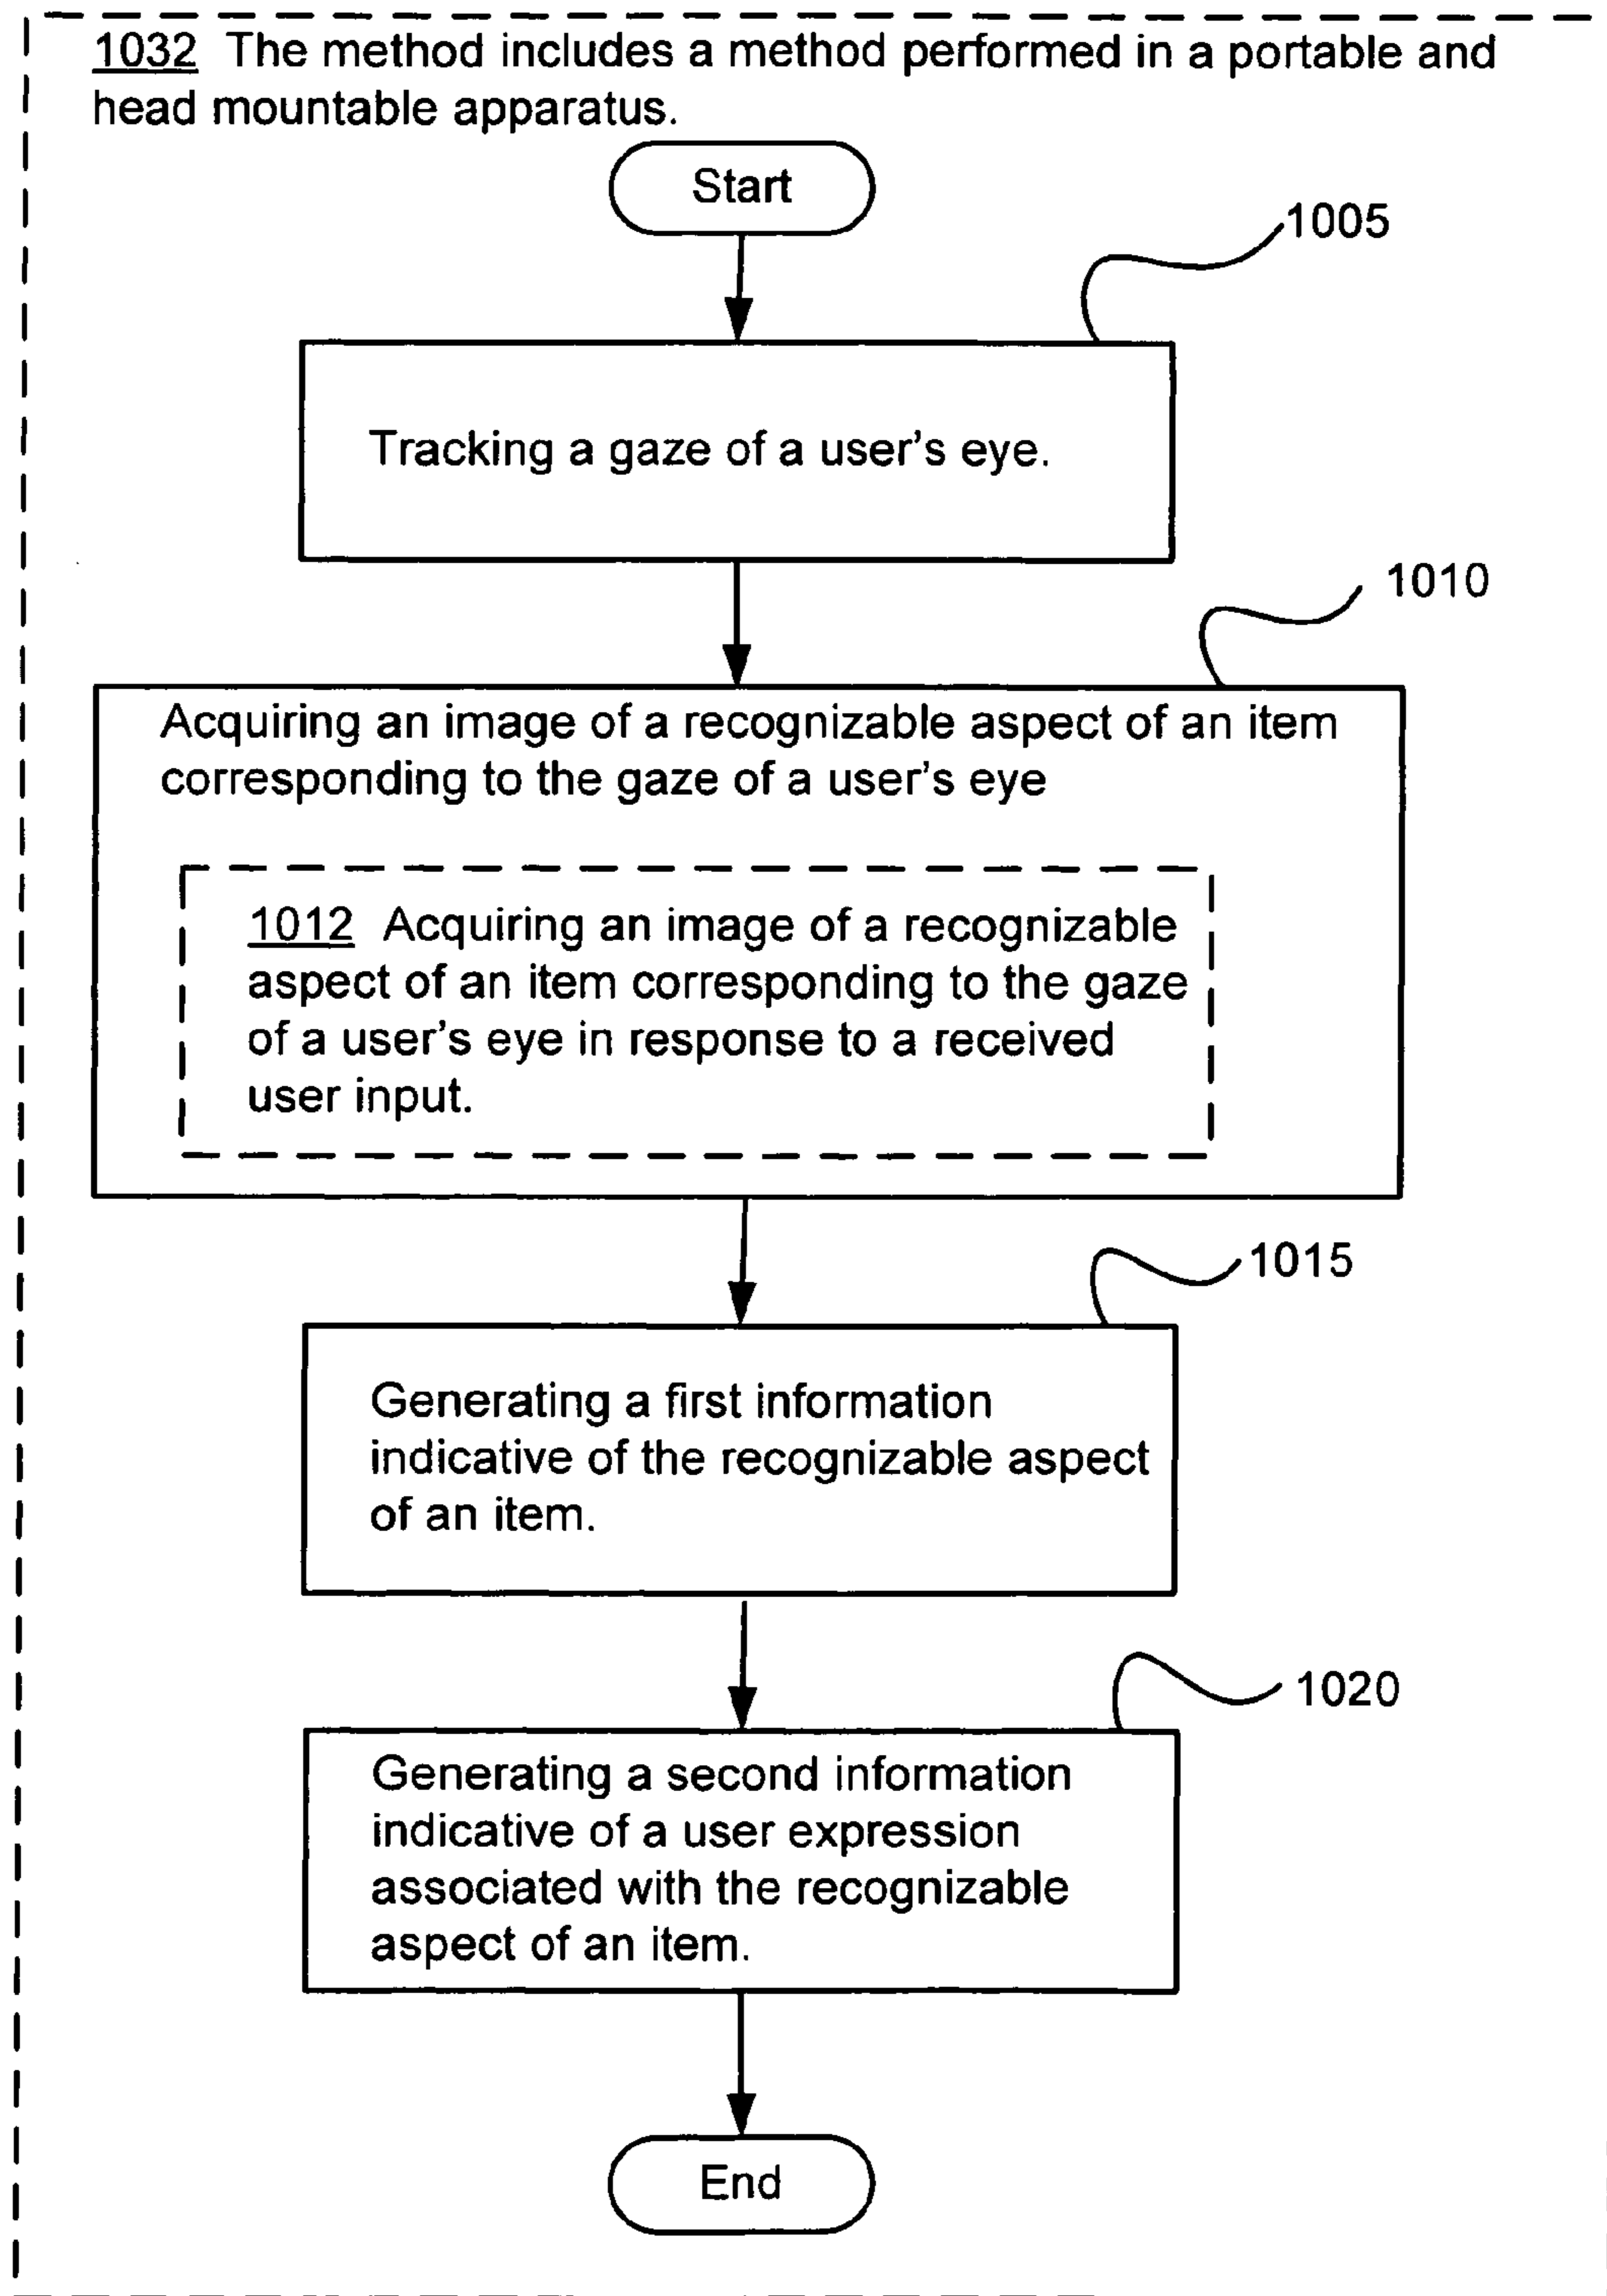 1032 The method includes a method performed in a portable and
head mountable apparatus.
Start
1005
Tracking a gaze of a user's eye.
1010
Acquiring an image of a recognizable aspect of an item
corresponding to the gaze of a user's eye
1012 Acquiring an image of a recognizable
aspect of an item corresponding to the gaze
of a user's eye in response to a received
user input.
1015
Generating a first information
indicative of the recognizable aspect
of an item.
1020
Generating a second information
indicative of a user expression
associated with the recognizable
aspect of an item.
End